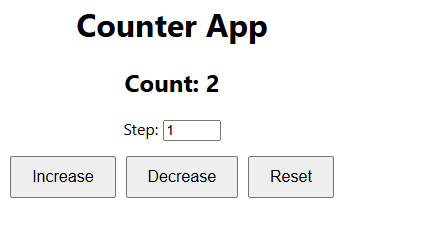 Counter App
Count: 2
Step: 1
Increase Decrease Reset